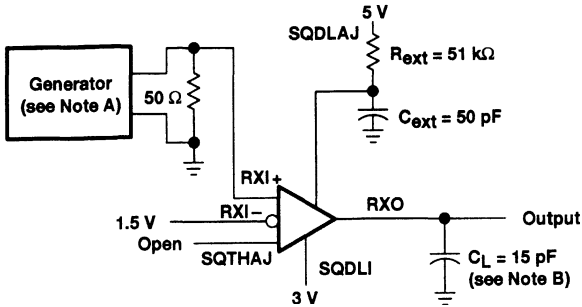 5 V
SQDLAJ
Rext = 51 kΩ
Generator
(see Note A)
50 Ω
Cext = 50 pF
RXI+
RXI−
RXO
1.5 V
Output
Open
SQTHAJ
SQDLI
CL = 15 pF
(see Note B)
3 V